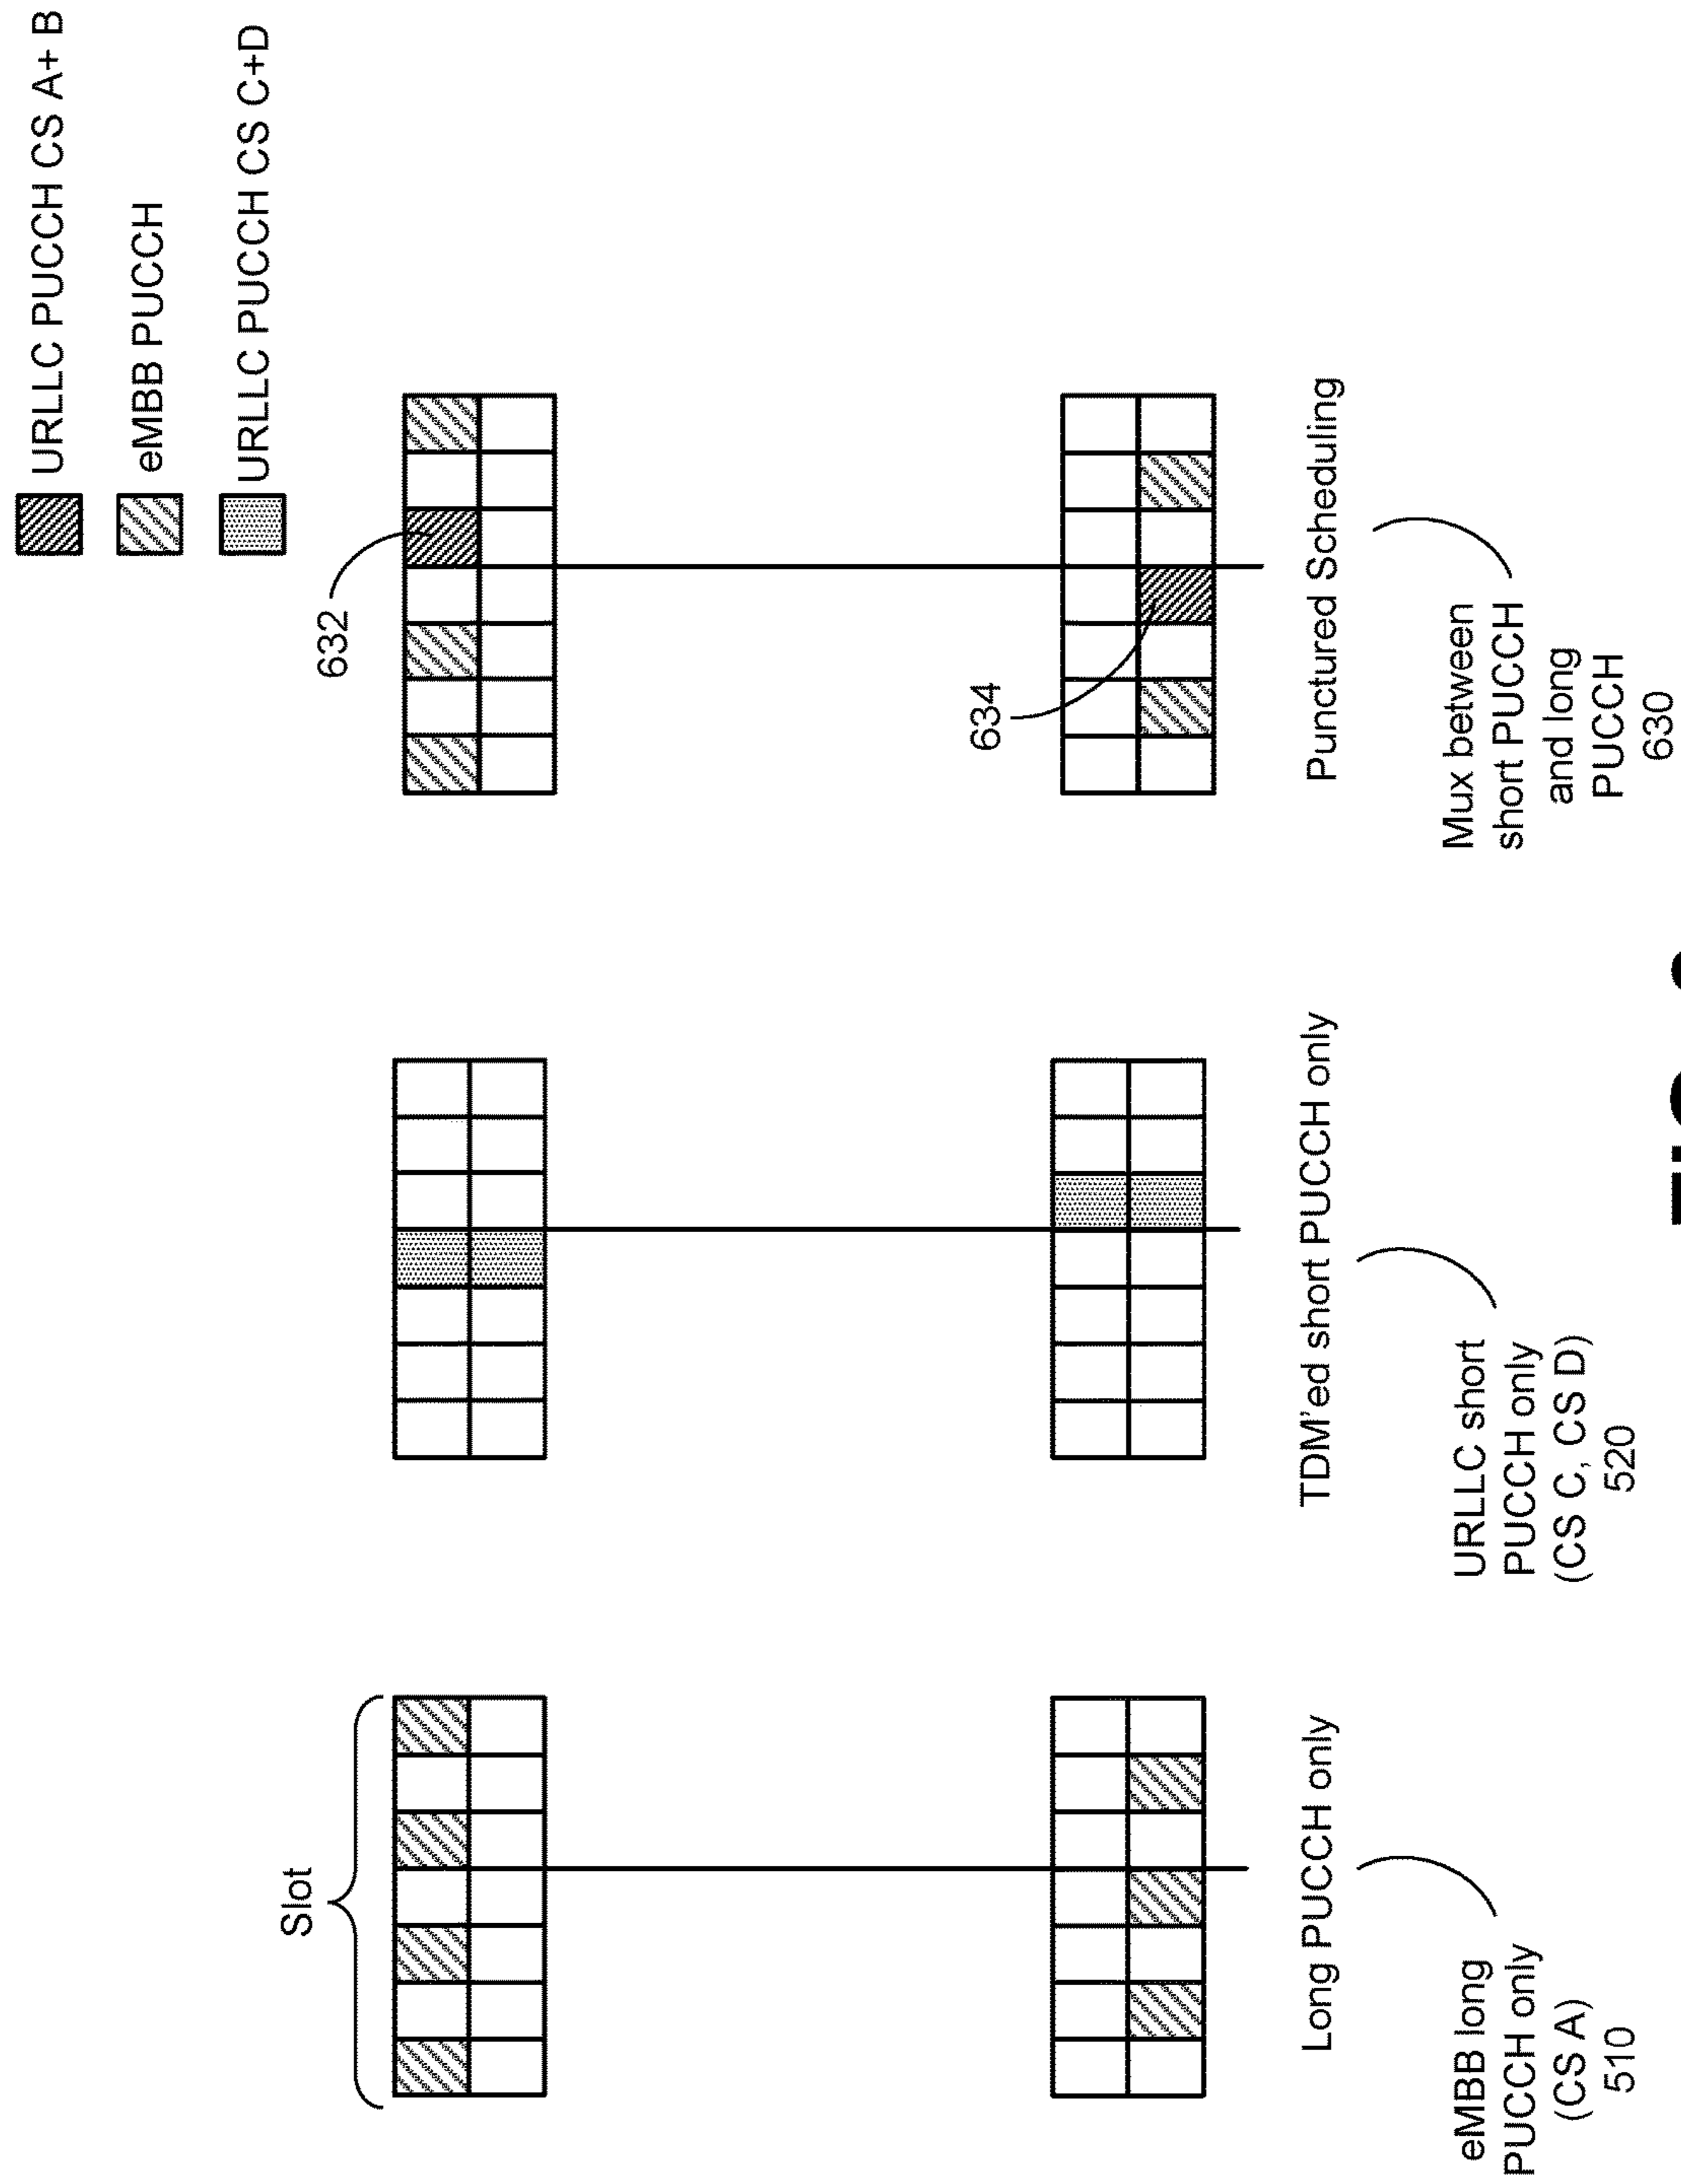 URLLC PUCCH CS A+ B
eMBB PUCCH
URLLC PUCCH CS C+D
Slot
632
634
Long PUCCH only
TDM'ed short PUCCH only
Punctured Scheduling
eMBB long
PUCCH only
(CS A)
510
URLLC short
PUCCH only
(CS C, CS D)
520
Mux between
short PUCCH
and long
PUCCH
630